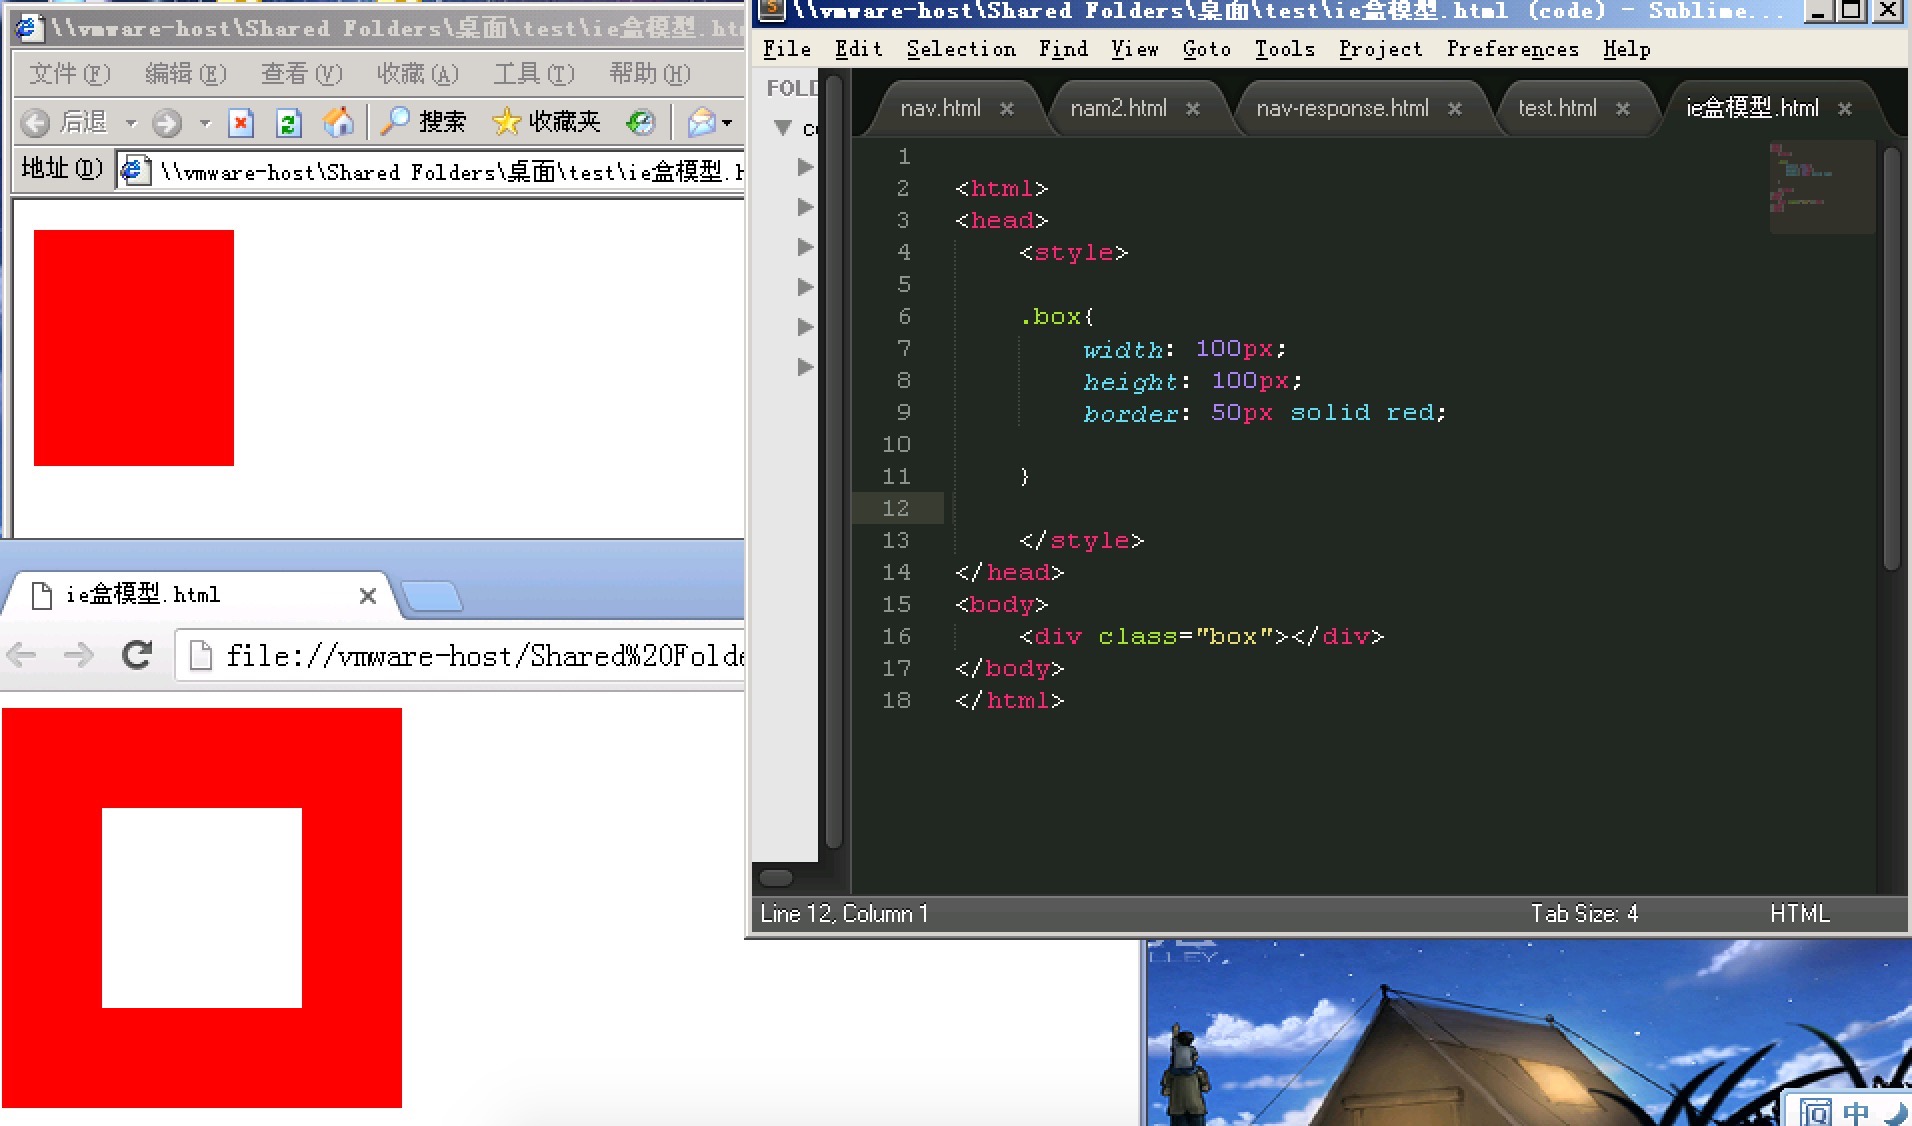 \\vmware-host\Shared Folders\桌面\test\ie盒模型.ht
文件(F) 编辑(E) 查看(V) 收藏(A) 工具(T) 帮助(H)
后退 搜索 收藏夹
地址(D) \\vmware-host\Shared Folders\桌面\test\ie盒模型.h
ie盒模型.html
file://vmware-host/Shared%20Folde
\\vmware-host\Shared Folders\桌面\test\ie盒模型.html (code) - Sublime...
File Edit Selection Find View Goto Tools Project Preferences Help
FOLD
nav.html nam2.html nav-response.html test.html ie盒模型.html
1
2 <html>
3 <head>
4 <style>
5
6 .box{
7 width: 100px;
8 height: 100px;
9 border: 50px solid red;
10
11 }
12
13 </style>
14 </head>
15 <body>
16 <div class="box"></div>
17 </body>
18 </html>
Line 12, Column 1 Tab Size: 4 HTML
LLEY.
中